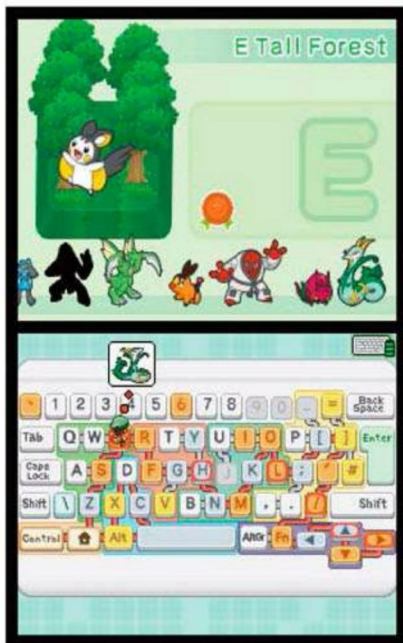 E Tall Forest
E
1 2 3 4 5 6 7 8 9 0 - = Back Space
Tab Q W R T Y U I O P [ ] Enter
Caps Lock A S D F G H J K L ; ' #
Shift \ Z X C V B N M , . / Shift
Control Alt AltGr Fn